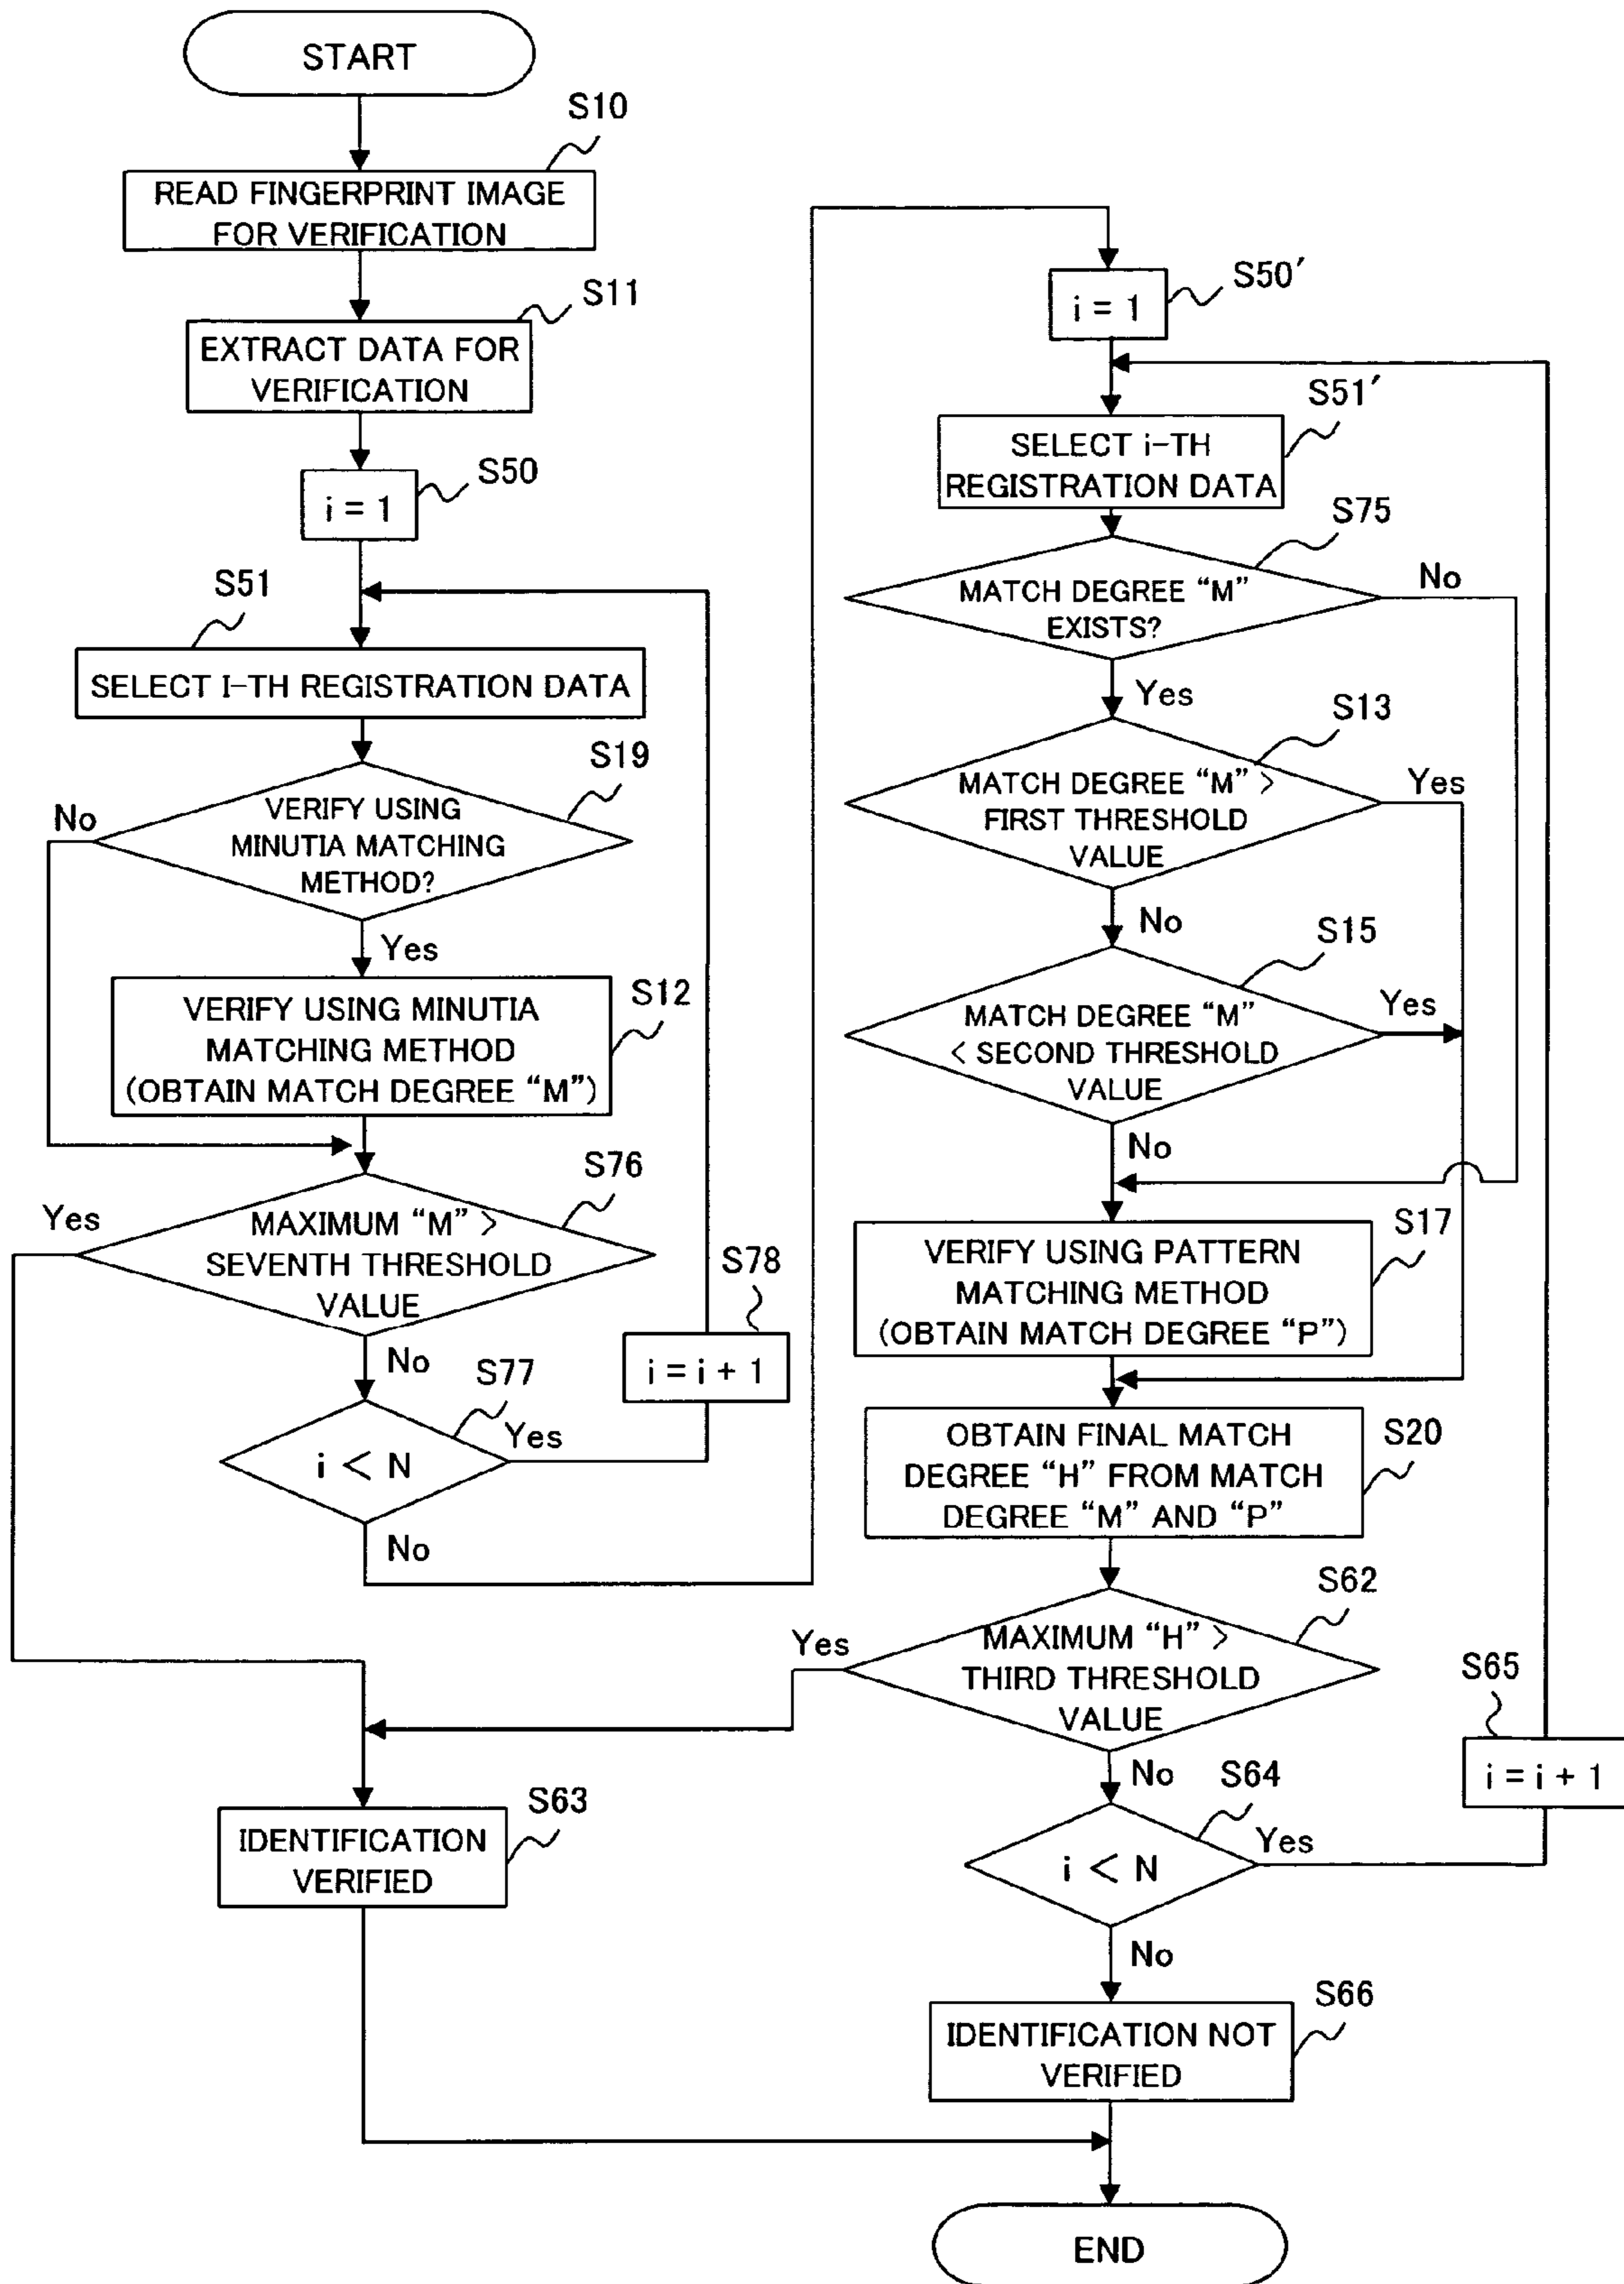 START
S10
READ FINGERPRINT IMAGE
FOR VERIFICATION
S11
EXTRACT DATA FOR
VERIFICATION
S50
i = 1
S51
SELECT I-TH REGISTRATION DATA
S19
VERIFY USING
MINUTIA MATCHING
METHOD?
No
Yes
S12
VERIFY USING MINUTIA
MATCHING METHOD
(OBTAIN MATCH DEGREE “M”)
S76
Yes
MAXIMUM “M” >
SEVENTH THRESHOLD
VALUE
No
S78
i = i + 1
S77
i < N
Yes
No
S50′
i = 1
S51′
SELECT i-TH
REGISTRATION DATA
S75
MATCH DEGREE “M”
EXISTS?
No
Yes
S13
MATCH DEGREE “M” >
FIRST THRESHOLD
VALUE
Yes
No
S15
MATCH DEGREE “M”
< SECOND THRESHOLD
VALUE
Yes
No
S17
VERIFY USING PATTERN
MATCHING METHOD
(OBTAIN MATCH DEGREE “P”)
S20
OBTAIN FINAL MATCH
DEGREE “H” FROM MATCH
DEGREE “M” AND “P”
S62
Yes
MAXIMUM “H” >
THIRD THRESHOLD
VALUE
No
S65
i = i + 1
S64
i < N
Yes
No
S63
IDENTIFICATION
VERIFIED
S66
IDENTIFICATION NOT
VERIFIED
END